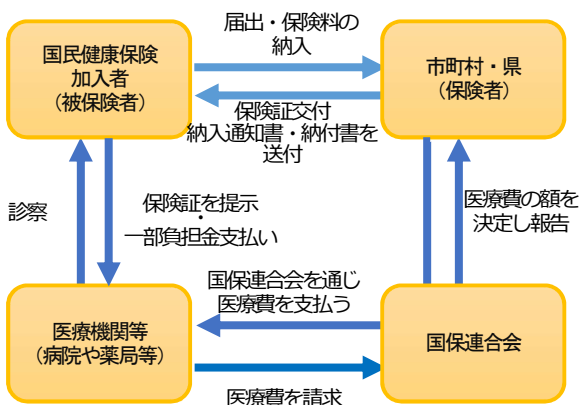 届出・保険料の
納入
国民健康保険
加入者
（被保険者）
市町村・県
（保険者）
保険証交付
納入通知書・納付書を
送付
診察
保険証を提示
・
一部負担金支払い
医療費の額を
決定し報告
国保連合会を通じ
医療費を支払う
医療機関等
（病院や薬局等）
国保連合会
医療費を請求